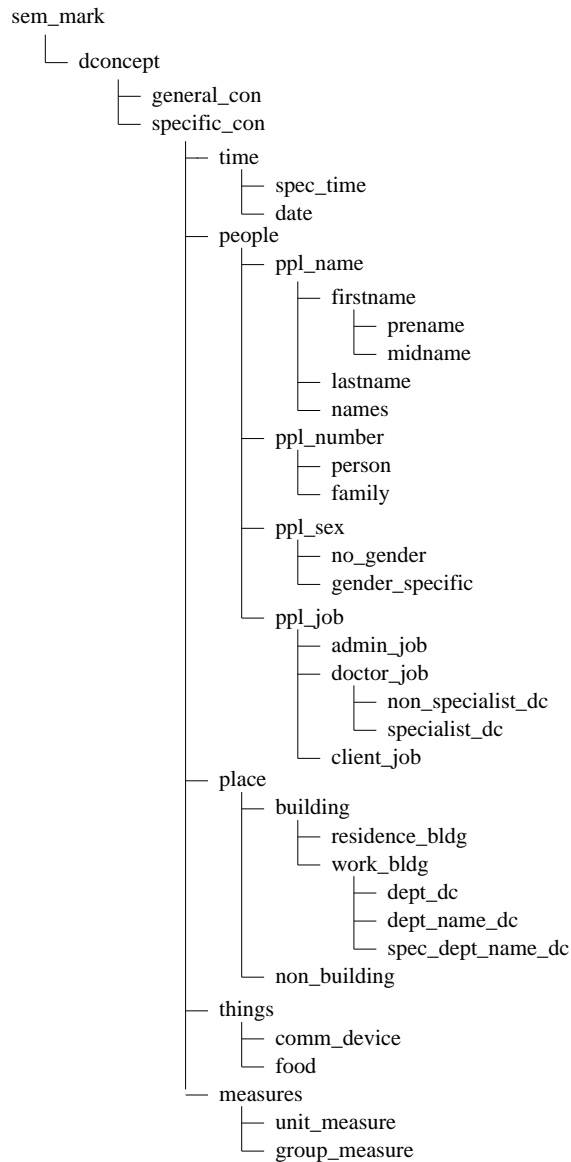 sem_mark
dconcept
general_con
specific_con
time
spec_time
date
people
ppl_name
firstname
prename
midname
lastname
names
ppl_number
person
family
ppl_sex
no_gender
gender_specific
ppl_job
admin_job
doctor_job
non_specialist_dc
specialist_dc
client_job
place
building
residence_bldg
work_bldg
dept_dc
dept_name_dc
spec_dept_name_dc
non_building
things
comm_device
food
measures
unit_measure
group_measure